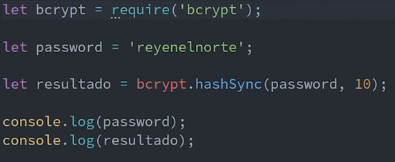 let bcrypt = require('bcrypt');
let password = 'reyenelnorte';
let resultado = bcrypt.hashSync(password, 10);
console.log(password);
console.log(resultado);